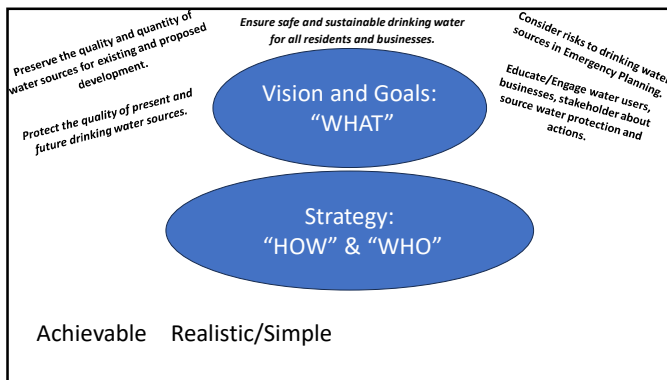 Preserve the quality and quantity of
water sources for existing and proposed
development.
Protect the quality of present and
future drinking water sources.
Ensure safe and sustainable drinking water
for all residents and businesses.
Consider risks to drinking water
sources in Emergency Planning.
Educate/Engage water users,
businesses, stakeholder about
source water protection and
actions.
Vision and Goals:
“WHAT”
Strategy:
“HOW” & “WHO”
Achievable Realistic/Simple